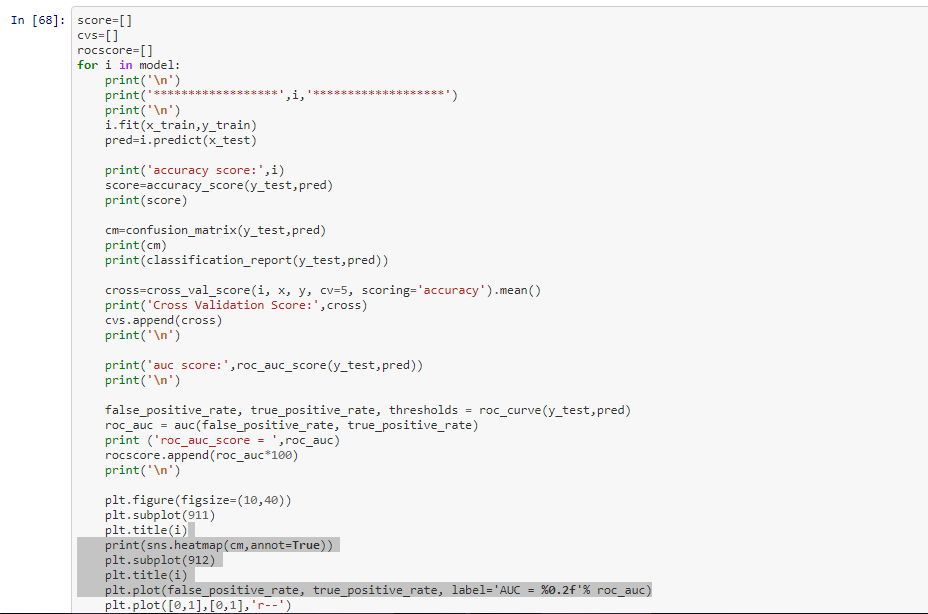 In [68]: score=[]
cvs=[]
rocscore=[]
for i in model:
    print('\n')
    print('******************',i,'*******************')
    print('\n')
    i.fit(x_train,y_train)
    pred=i.predict(x_test)

    print('accuracy score:',i)
    score=accuracy_score(y_test,pred)
    print(score)

    cm=confusion_matrix(y_test,pred)
    print(cm)
    print(classification_report(y_test,pred))

    cross=cross_val_score(i, x, y, cv=5, scoring='accuracy').mean()
    print('Cross Validation Score:',cross)
    cvs.append(cross)
    print('\n')

    print('auc score:',roc_auc_score(y_test,pred))
    print('\n')

    false_positive_rate, true_positive_rate, thresholds = roc_curve(y_test,pred)
    roc_auc = auc(false_positive_rate, true_positive_rate)
    print ('roc_auc_score = ',roc_auc)
    rocscore.append(roc_auc*100)
    print('\n')

    plt.figure(figsize=(10,40))
    plt.subplot(911)
    plt.title(i)
    print(sns.heatmap(cm,annot=True))
    plt.subplot(912)
    plt.title(i)
    plt.plot(false_positive_rate, true_positive_rate, label='AUC = %0.2f'% roc_auc)
    plt.plot([0,1],[0,1],'r--')